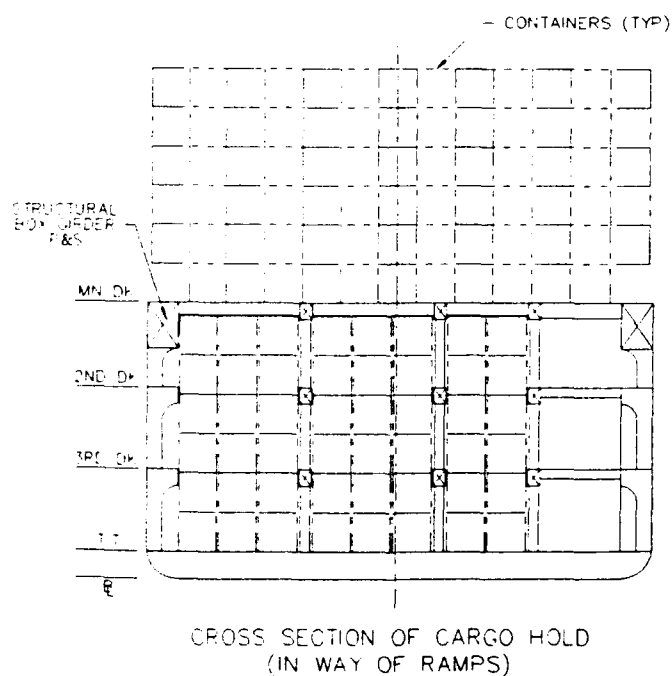 - CONTAINERS (TYP)
STRUCTURAL
BOX GIRDER
P&S
MN DK
2ND DK
3RD DK
T T
℄
CROSS SECTION OF CARGO HOLD
(IN WAY OF RAMPS)